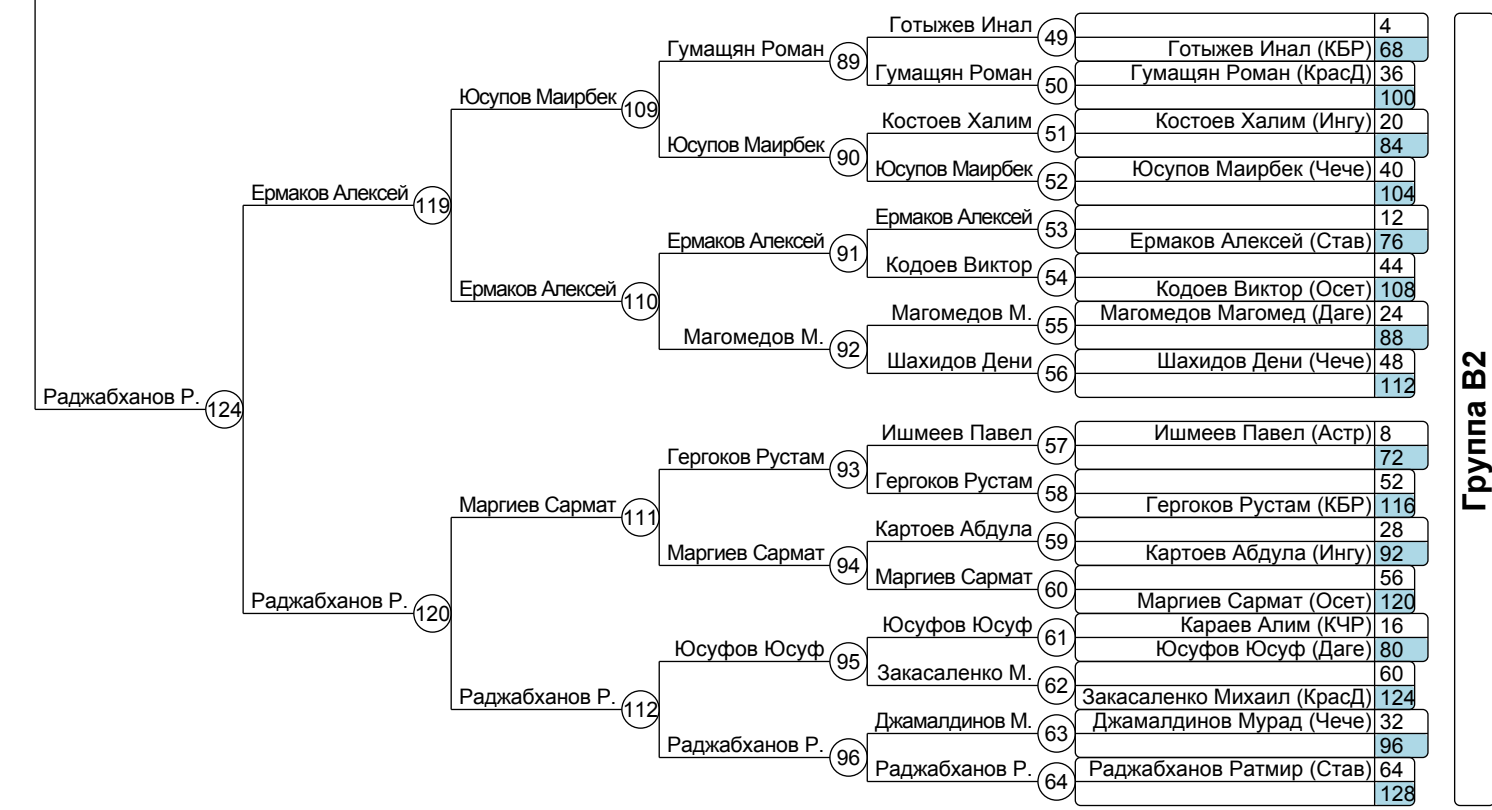 Готыжев Инал
49
4
Готыжев Инал (КБР) 68
Гумащян Роман
89
Гумащян Роман
50
Гумащян Роман (КрасД) 36
100
Юсупов Маирбек
109
Костоев Халим
51
Костоев Халим (Ингу) 20
84
Юсупов Маирбек
90
Юсупов Маирбек
52
Юсупов Маирбек (Чече) 40
104
Ермаков Алексей
119
Ермаков Алексей
53
12
Ермаков Алексей (Став) 76
Ермаков Алексей
91
Кодоев Виктор
54
44
Кодоев Виктор (Осет) 108
Ермаков Алексей
110
Магомедов М.
55
Магомедов Магомед (Даге) 24
88
Магомедов М.
92
Шахидов Дени
56
Шахидов Дени (Чече) 48
112
Раджабханов Р.
124
Ишмеев Павел
57
Ишмеев Павел (Астр) 8
72
Гергоков Рустам
93
Гергоков Рустам
58
52
Гергоков Рустам (КБР) 116
Маргиев Сармат
111
Картоев Абдула
59
28
Картоев Абдула (Ингу) 92
Маргиев Сармат
94
Маргиев Сармат
60
56
Маргиев Сармат (Осет) 120
Раджабханов Р.
120
Юсуфов Юсуф
61
Караев Алим (КЧР) 16
Юсуфов Юсуф (Даге) 80
Юсуфов Юсуф
95
Закасаленко М.
62
60
Закасаленко Михаил (КрасД) 124
Раджабханов Р.
112
Джамалдинов М.
63
Джамалдинов Мурад (Чече) 32
96
Раджабханов Р.
96
Раджабханов Р.
64
Раджабханов Ратмир (Став) 64
128
Группа B2